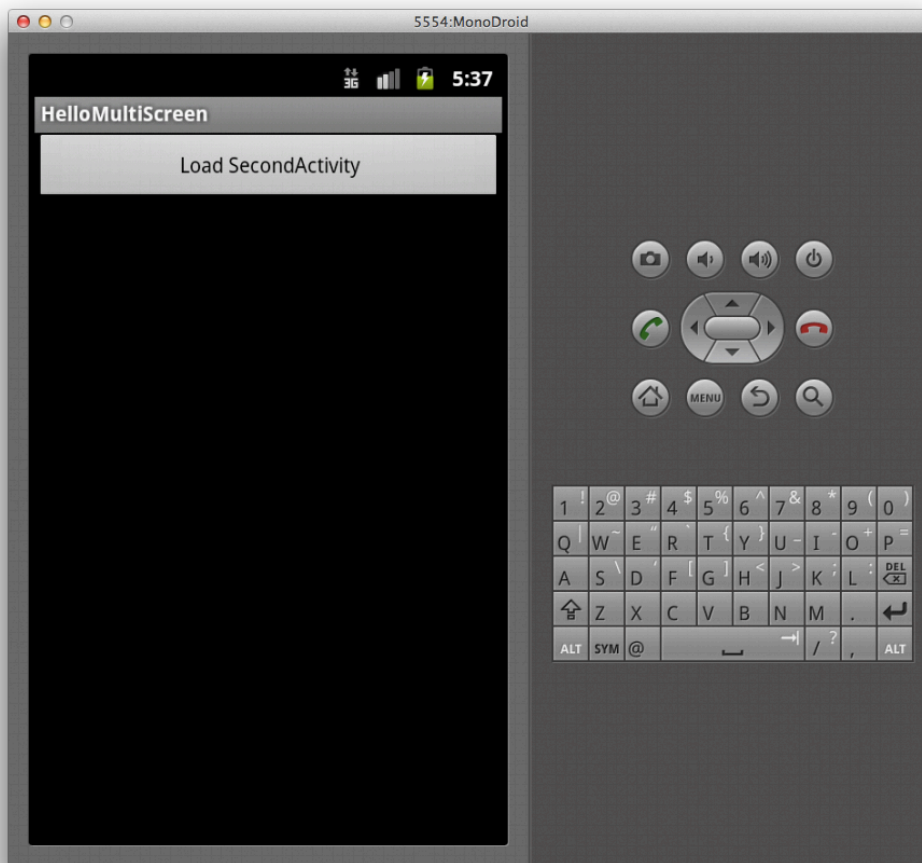 5554:MonoDroid
3G 5:37
HelloMultiScreen
Load SecondActivity
MENU
1 ! 2 @ 3 # 4 $ 5 % 6 ^ 7 & 8 * 9 ( 0 )
Q | W ~ E “ R ` T { Y } U _ I - O + P =
A S \ D ‘ F [ G ] H < J > K ; L : DEL
Z X C V B N M .
ALT SYM @ / ? , ALT